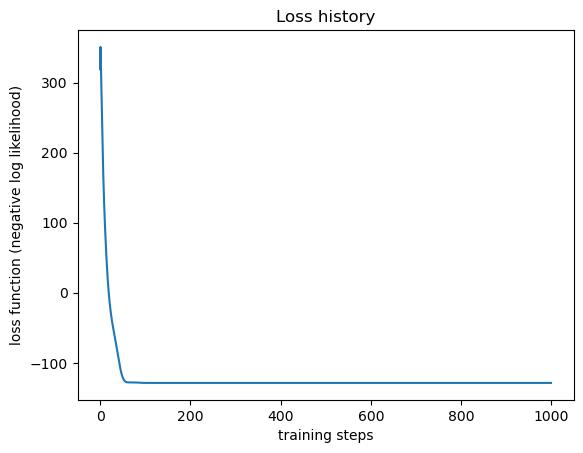 Loss history
loss function (negative log likelihood)
300
200
100
0
−100
0 200 400 600 800 1000
training steps